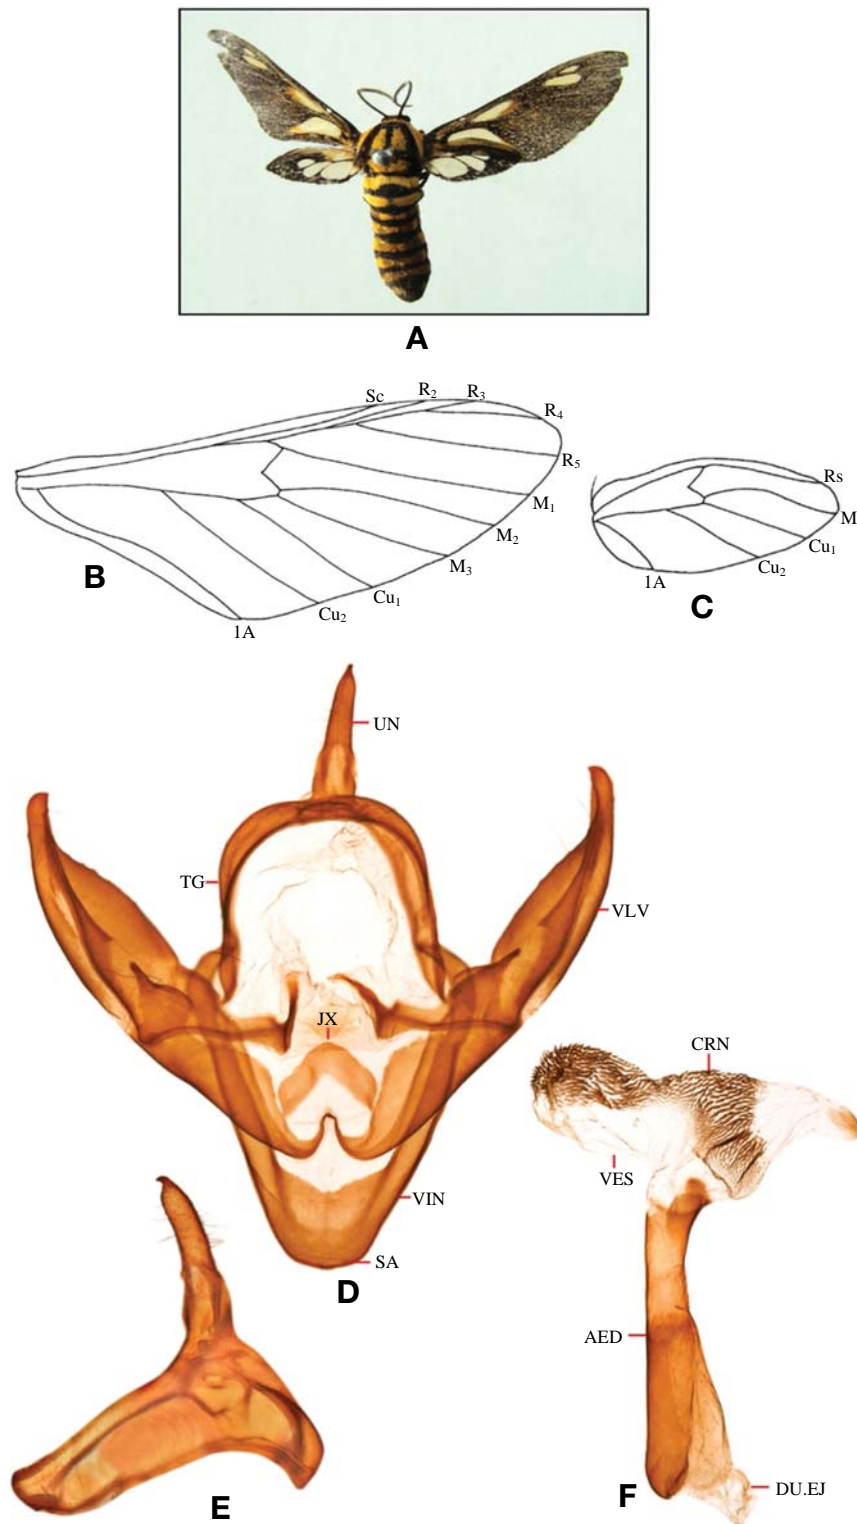 A
Sc
R₂
R₃
R₄
R₅
M₁
M₂
M₃
Cu₁
Cu₂
1A
B
Rs
M
Cu₁
Cu₂
1A
C
UN
TG
VLV
JX
CRN
VES
VIN
SA
D
AED
DU.EJ
E
F